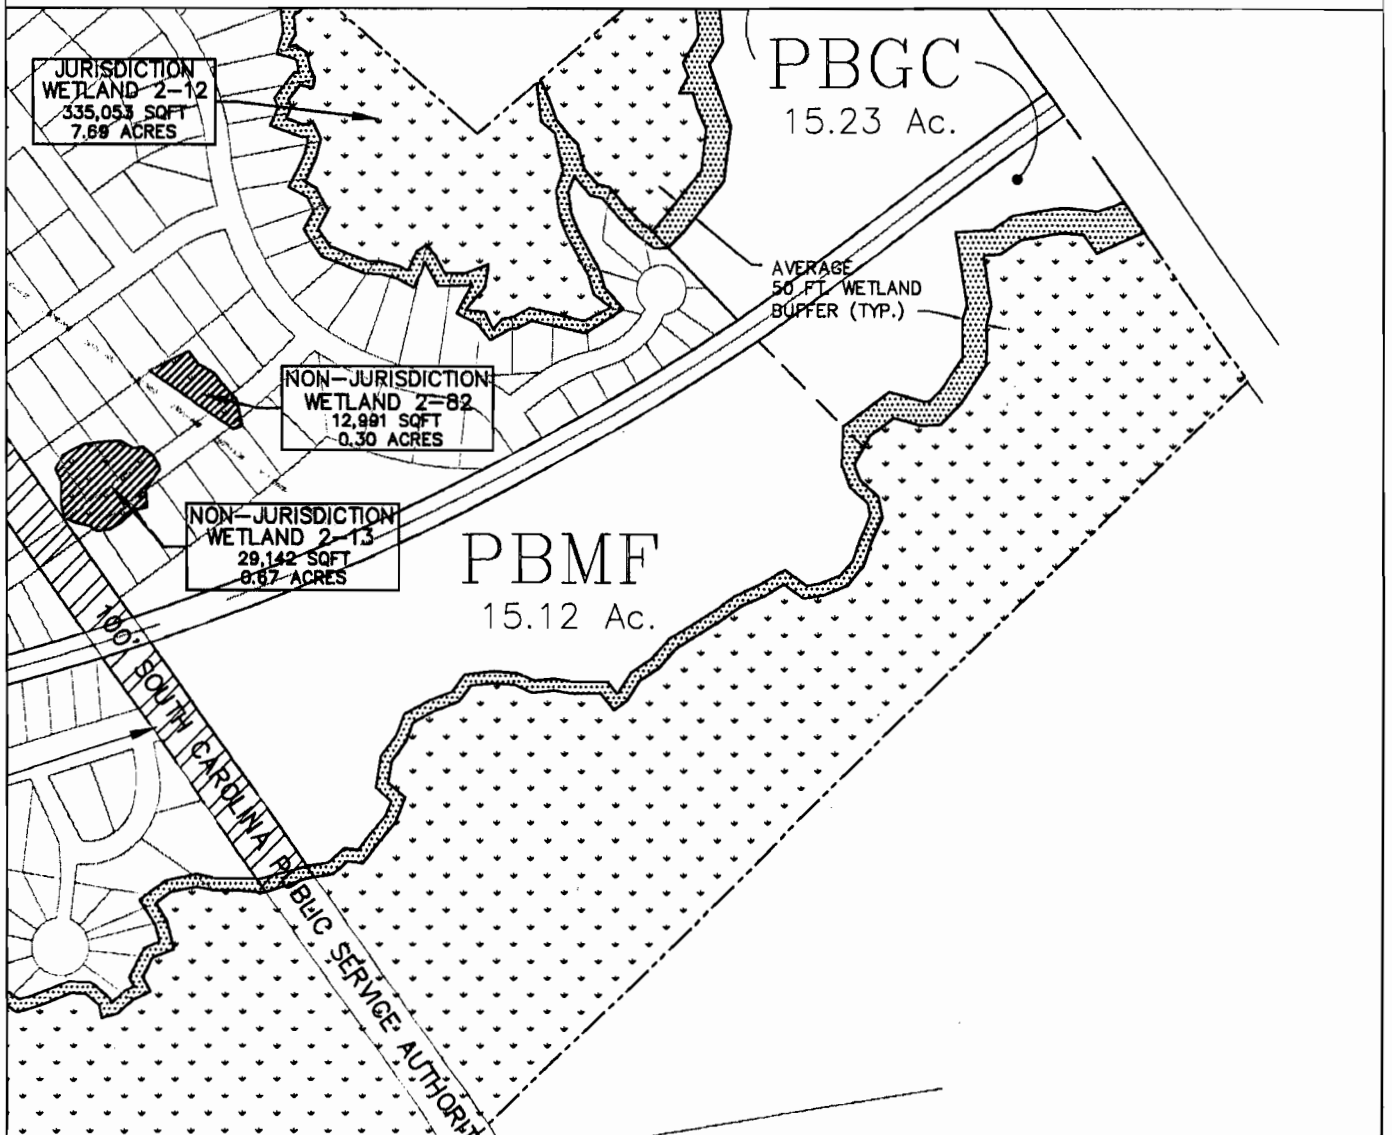 PBGC
15.23 Ac.
JURISDICTION
WETLAND 2-12
335,053 SQFT
7.69 ACRES
AVERAGE
50 FT. WETLAND
BUFFER (TYP.)
NON-JURISDICTION
WETLAND 2-82
12,991 SQFT
0.30 ACRES
NON-JURISDICTION
WETLAND 2-13
29,142 SQFT
0.67 ACRES
PBMF
15.12 Ac.
100' SOUTH CAROLINA PUBLIC SERVICE AUTHORIT